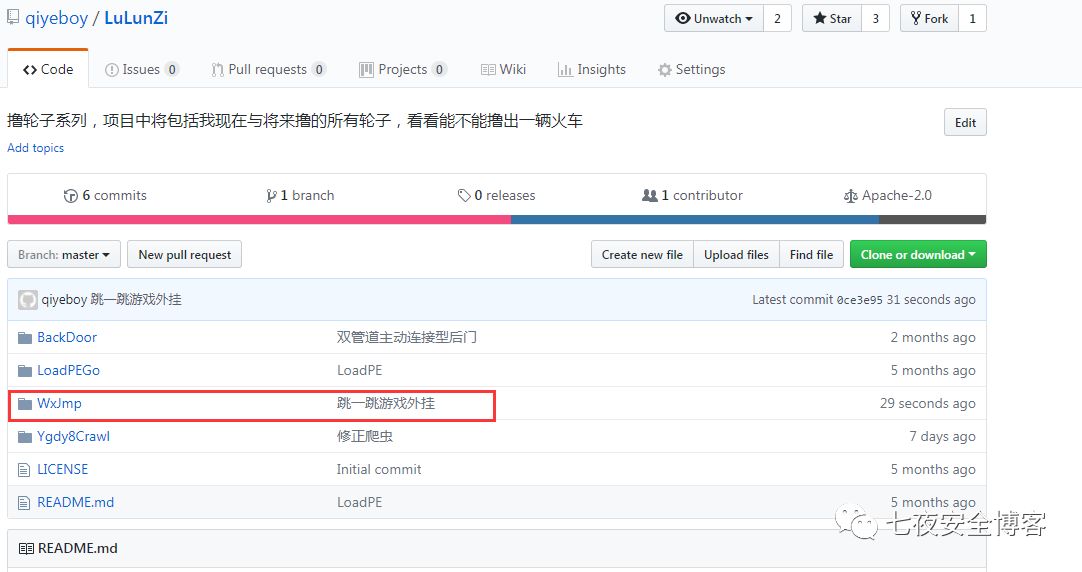 qiyeboy / LuLunZi
Unwatch 2 Star 3 Fork 1
Code Issues 0 Pull requests 0 Projects 0 Wiki Insights Settings
撸轮子系列，项目中将包括我现在与将来撸的所有轮子，看看能不能撸出一辆火车 Edit
Add topics
6 commits 1 branch 0 releases 1 contributor Apache-2.0
Branch: master New pull request Create new file Upload files Find file Clone or download
qiyeboy 跳一跳游戏外挂 Latest commit 0ce3e95 31 seconds ago
BackDoor 双管道主动连接型后门 2 months ago
LoadPEGo LoadPE 5 months ago
WxJmp 跳一跳游戏外挂 29 seconds ago
Ygdy8Crawl 修正爬虫 7 days ago
LICENSE Initial commit 5 months ago
README.md LoadPE 5 months ago
七夜安全博客
README.md